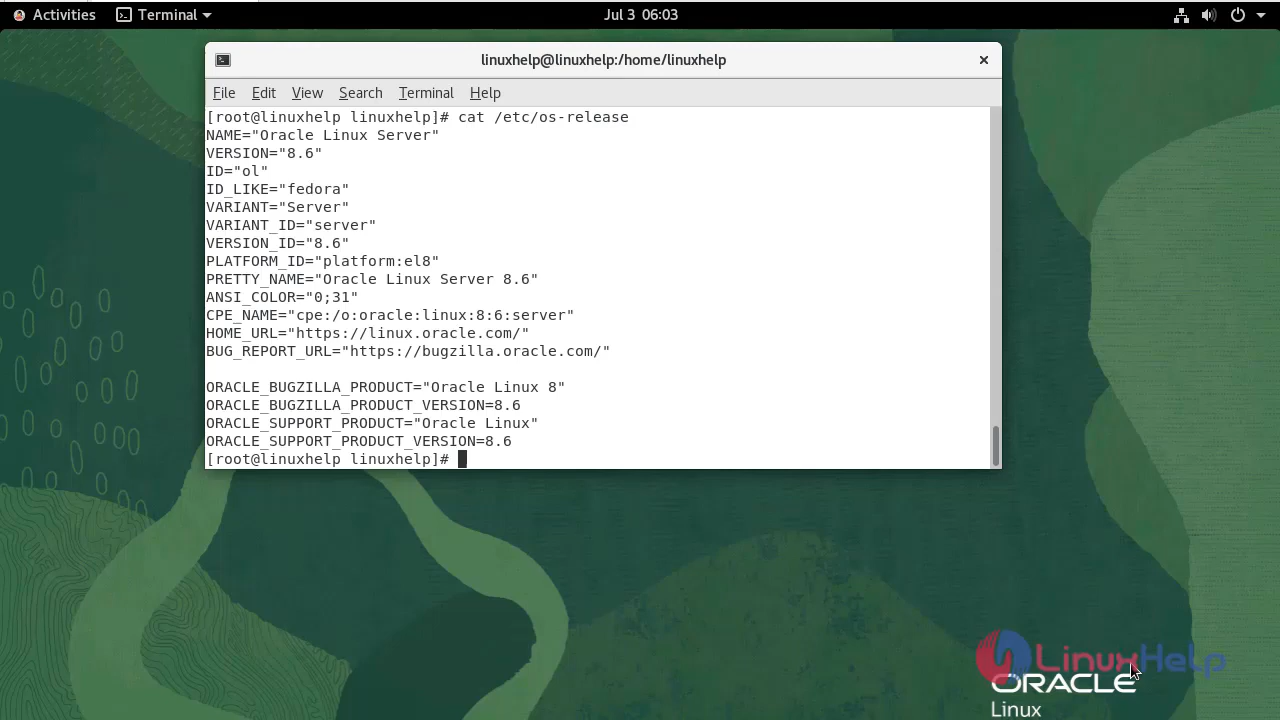 Activities Terminal Jul 3 06:03
linuxhelp@linuxhelp:/home/linuxhelp
File Edit View Search Terminal Help
[root@linuxhelp linuxhelp]# cat /etc/os-release
NAME="Oracle Linux Server"
VERSION="8.6"
ID="ol"
ID_LIKE="fedora"
VARIANT="Server"
VARIANT_ID="server"
VERSION_ID="8.6"
PLATFORM_ID="platform:el8"
PRETTY_NAME="Oracle Linux Server 8.6"
ANSI_COLOR="0;31"
CPE_NAME="cpe:/o:oracle:linux:8:6:server"
HOME_URL="https://linux.oracle.com/"
BUG_REPORT_URL="https://bugzilla.oracle.com/"
ORACLE_BUGZILLA_PRODUCT="Oracle Linux 8"
ORACLE_BUGZILLA_PRODUCT_VERSION=8.6
ORACLE_SUPPORT_PRODUCT="Oracle Linux"
ORACLE_SUPPORT_PRODUCT_VERSION=8.6
[root@linuxhelp linuxhelp]#
LinuxHelp
ORACLE
Linux